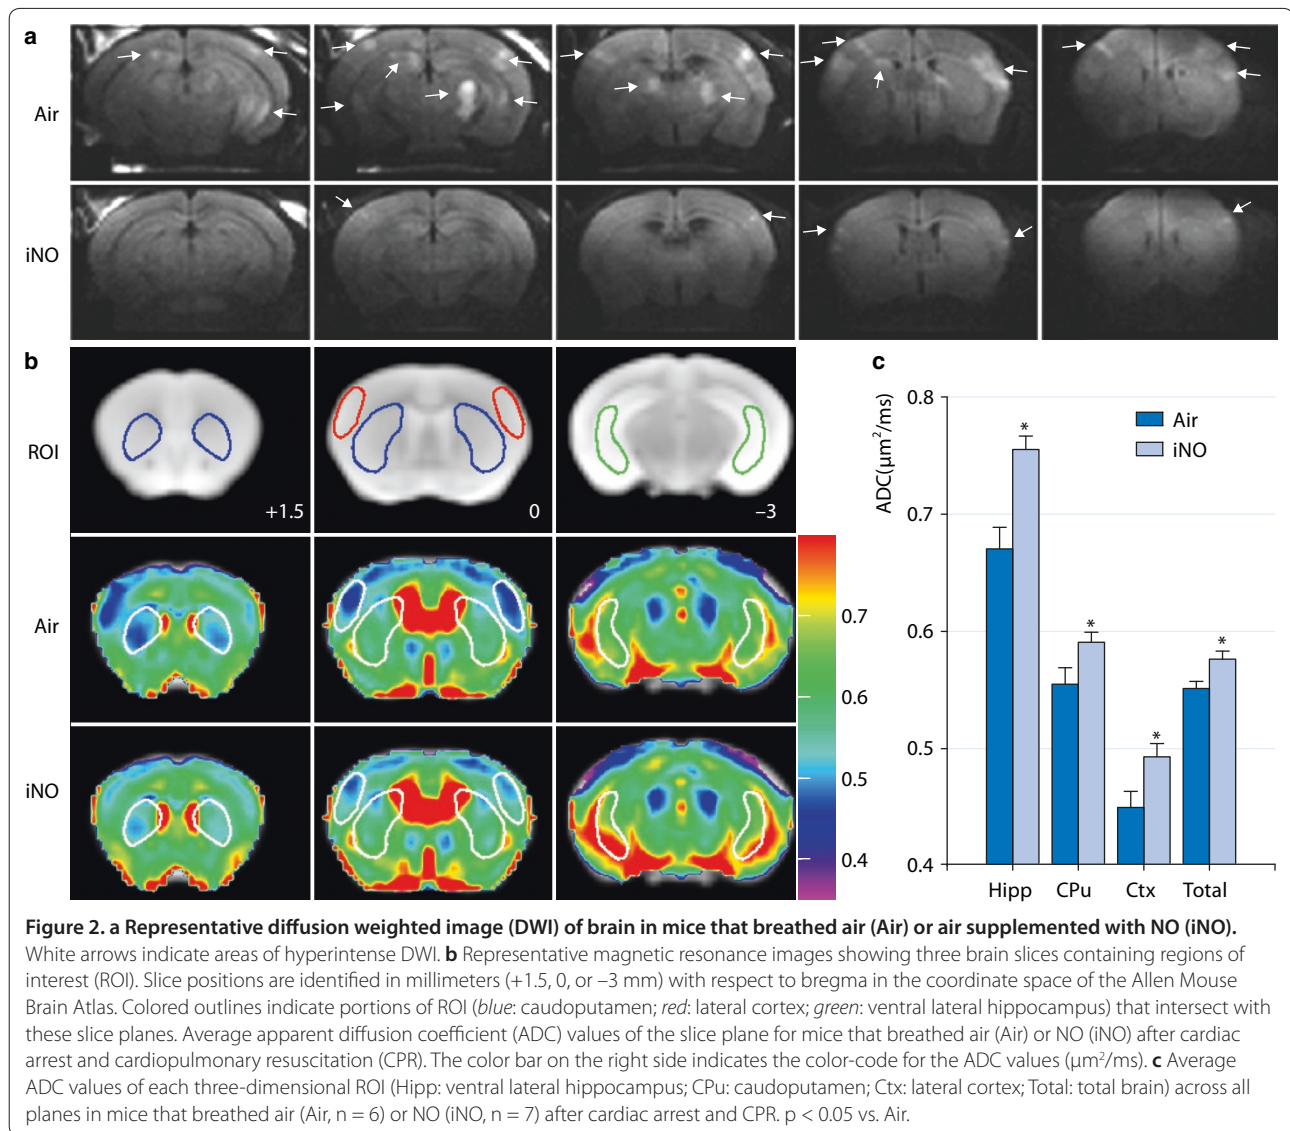 a
Air
iNO
b
ROI
+1.5
0
–3
Air
0.7
0.6
iNO
0.5
0.4
c
0.8
Air
iNO
ADC(μm²/ms)
0.7
0.6
0.5
0.4
*
*
*
*
Hipp CPu Ctx Total
Figure 2. a Representative diffusion weighted image (DWI) of brain in mice that breathed air (Air) or air supplemented with NO (iNO).
White arrows indicate areas of hyperintense DWI. b Representative magnetic resonance images showing three brain slices containing regions of
interest (ROI). Slice positions are identified in millimeters (+1.5, 0, or –3 mm) with respect to bregma in the coordinate space of the Allen Mouse
Brain Atlas. Colored outlines indicate portions of ROI (blue: caudoputamen; red: lateral cortex; green: ventral lateral hippocampus) that intersect with
these slice planes. Average apparent diffusion coefficient (ADC) values of the slice plane for mice that breathed air (Air) or NO (iNO) after cardiac
arrest and cardiopulmonary resuscitation (CPR). The color bar on the right side indicates the color-code for the ADC values (μm²/ms). c Average
ADC values of each three-dimensional ROI (Hipp: ventral lateral hippocampus; CPu: caudoputamen; Ctx: lateral cortex; Total: total brain) across all
planes in mice that breathed air (Air, n = 6) or NO (iNO, n = 7) after cardiac arrest and CPR. p < 0.05 vs. Air.